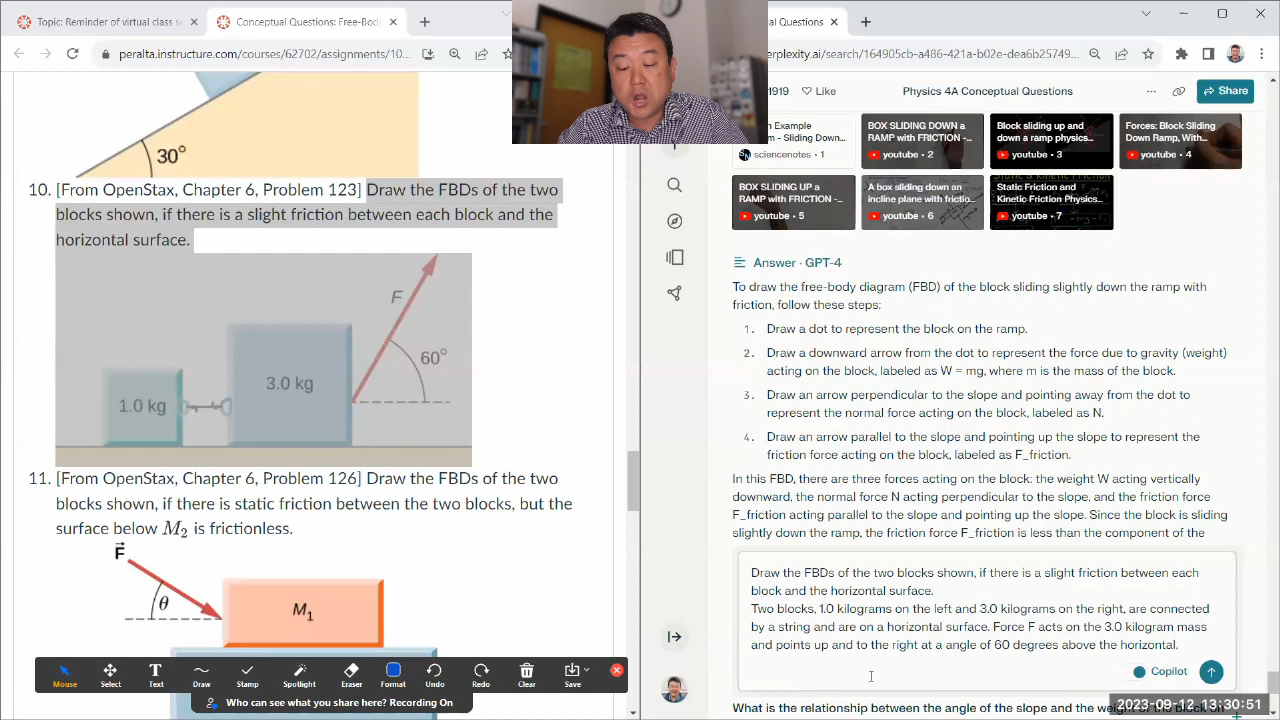 Topic: Reminder of virtual class s
Conceptual Questions: Free-Body
al Questions
peralta.instructure.com/courses/62702/assignments/10...
erplexity.ai/search/164905cb-a486-421a-b02e-dea6b25749...
1919
Like
Physics 4A Conceptual Questions
Share
30°
10. [From OpenStax, Chapter 6, Problem 123] Draw the FBDs of the two
blocks shown, if there is a slight friction between each block and the
horizontal surface.
F
60°
3.0 kg
1.0 kg
11. [From OpenStax, Chapter 6, Problem 126] Draw the FBDs of the two
blocks shown, if there is static friction between the two blocks, but the
surface below M2 is frictionless.
F
θ
M1
n Example
m - Sliding Down...
sciencenotes · 1
BOX SLIDING DOWN a
RAMP with FRICTION -...
youtube · 2
Block sliding up and
down a ramp physics...
youtube · 3
Forces: Block Sliding
Down Ramp, With...
youtube · 4
BOX SLIDING UP a
RAMP with FRICTION -...
youtube · 5
A box sliding down an
incline plane with frictio...
youtube · 6
Static Friction and
Kinetic Friction Physics...
youtube · 7
Answer · GPT-4
To draw the free-body diagram (FBD) of the block sliding slightly down the ramp with
friction, follow these steps:
1. Draw a dot to represent the block on the ramp.
2. Draw a downward arrow from the dot to represent the force due to gravity (weight)
acting on the block, labeled as W = mg, where m is the mass of the block.
3. Draw an arrow perpendicular to the slope and pointing away from the dot to
represent the normal force acting on the block, labeled as N.
4. Draw an arrow parallel to the slope and pointing up the slope to represent the
friction force acting on the block, labeled as F_friction.
In this FBD, there are three forces acting on the block: the weight W acting vertically
downward, the normal force N acting perpendicular to the slope, and the friction force
F_friction acting parallel to the slope and pointing up the slope. Since the block is sliding
slightly down the ramp, the friction force F_friction is less than the component of the
Draw the FBDs of the two blocks shown, if there is a slight friction between each
block and the horizontal surface.
Two blocks, 1.0 kilograms on the left and 3.0 kilograms on the right, are connected
by a string and are on a horizontal surface. Force F acts on the 3.0 kilogram mass
and points up and to the right at a angle of 60 degrees above the horizontal,
Copilot
What is the relationship between the angle of the slope and the weight of the block on
Mouse
Select
Text
Draw
Stamp
Spotlight
Eraser
Format
Undo
Redo
Clear
Save
Who can see what you share here? Recording On
2023-09-12 13:30:51